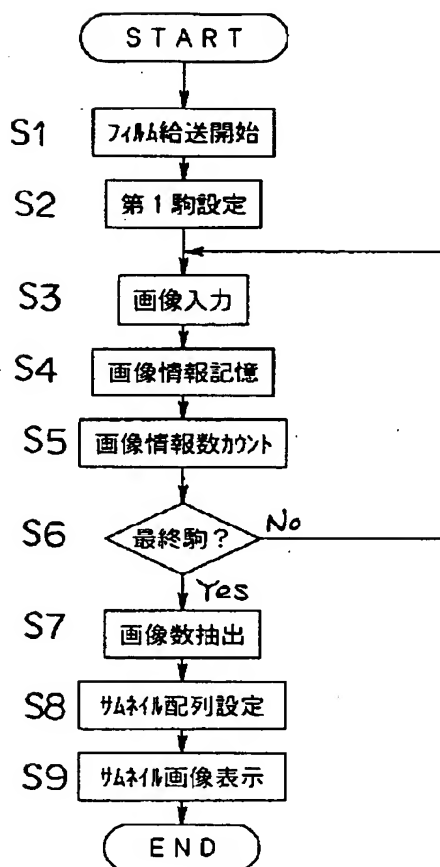 START
S1 フィルム給送開始
S2 第1駒設定
S3 画像入力
S4 画像情報記憶
S5 画像情報数カウント
S6 最終駒? No
Yes
S7 画像数抽出
S8 サムネイル配列設定
S9 サムネイル画像表示
END